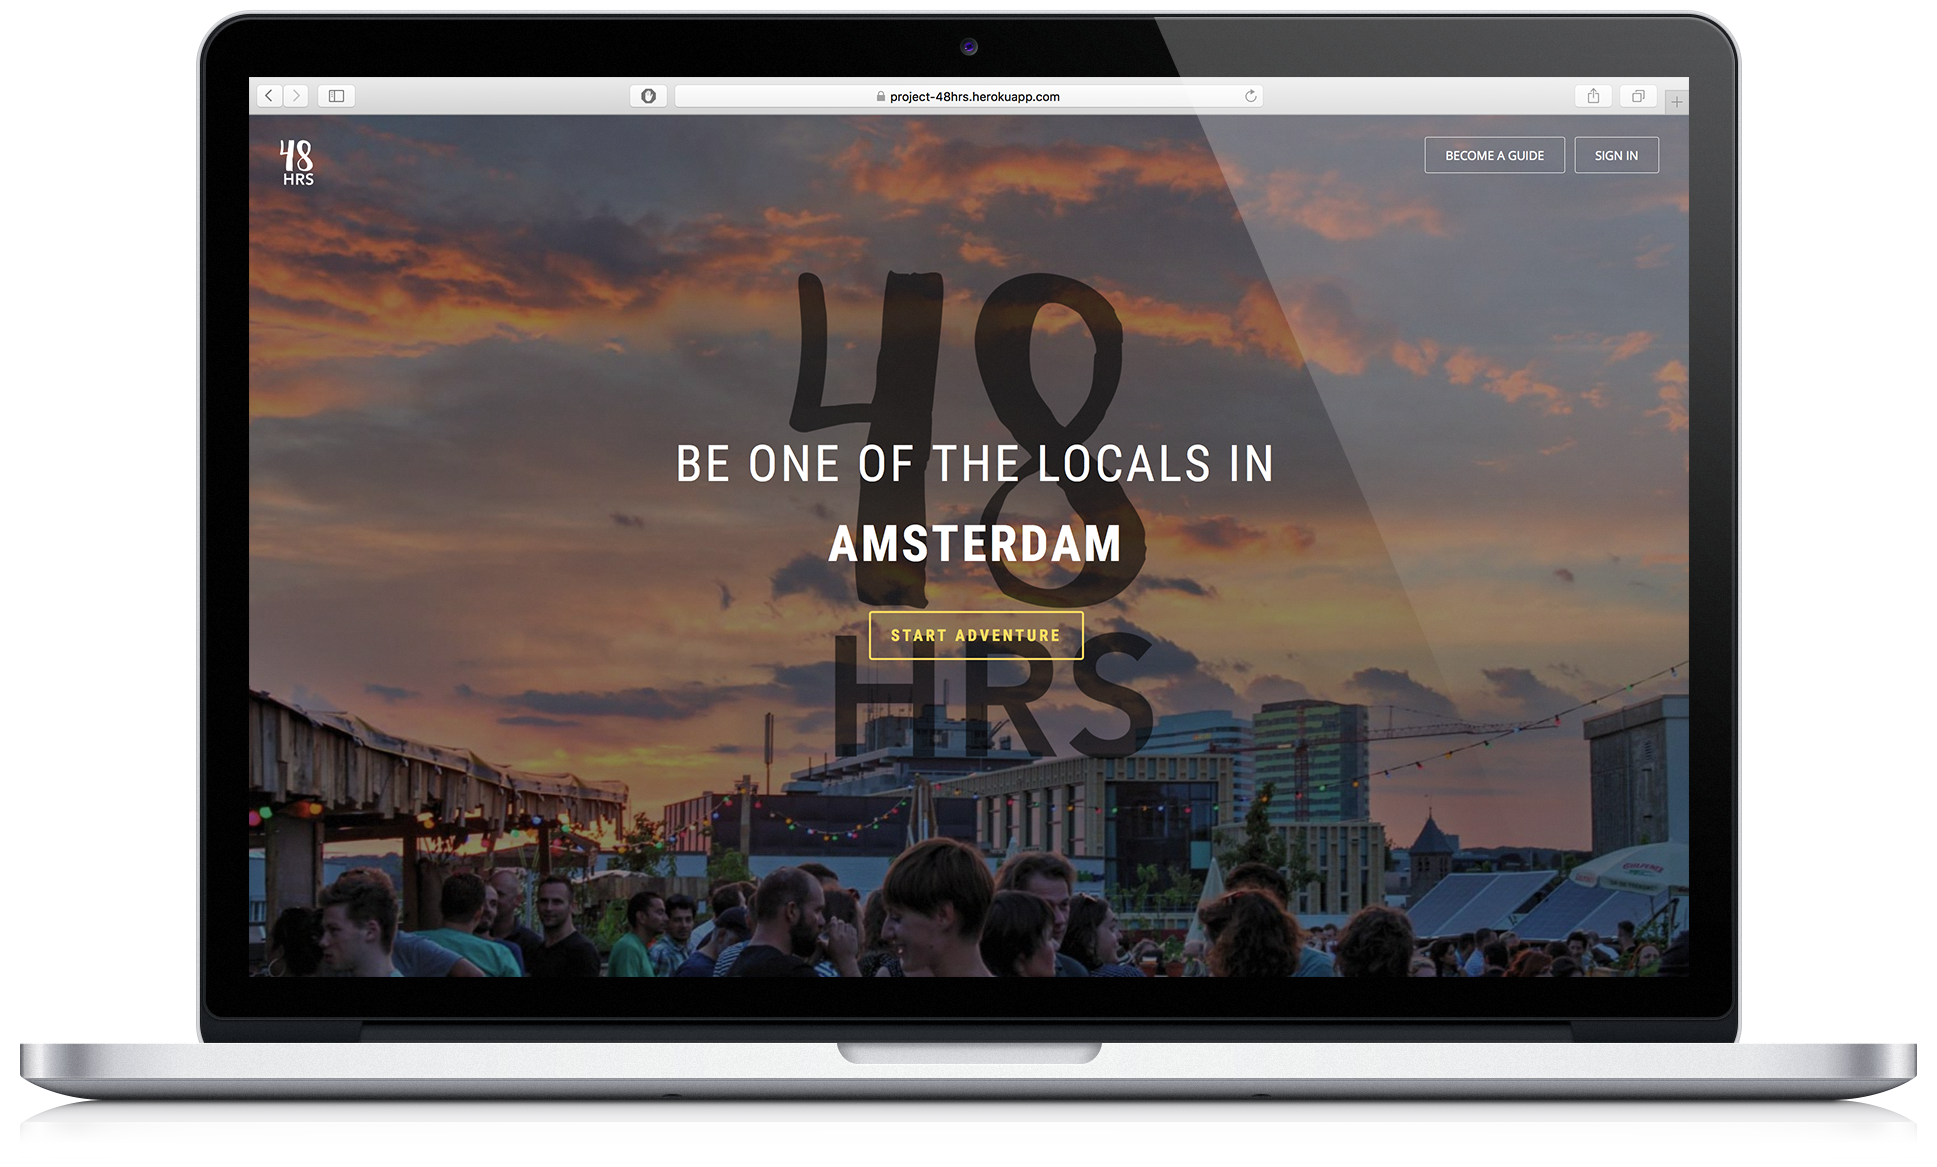 project-48hrs.herokuapp.com
48
HRS
BECOME A GUIDE
SIGN IN
48
BE ONE OF THE LOCALS IN
AMSTERDAM
START ADVENTURE
HRS